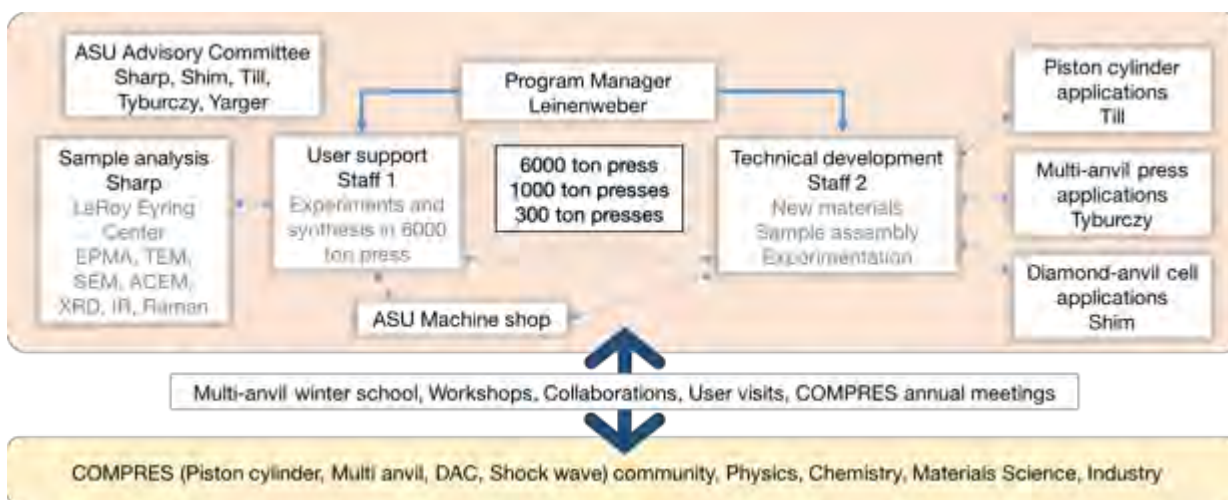 ASU Advisory Committee
Sharp, Shim, Till,
Tyburczy, Yarger
Program Manager
Leinenweber
Piston cylinder
applications
Till
Sample analysis
Sharp
LeRoy Eyring
Center
EPMA, TEM,
SEM, ACEM,
XRD, IR, Raman
User support
Staff 1
Experiments and
synthesis in 6000
ton press
6000 ton press
1000 ton presses
300 ton presses
Technical development
Staff 2
New materials
Sample assembly
Experimentation
Multi-anvil press
applications
Tyburczy
Diamond-anvil cell
applications
Shim
ASU Machine shop
Multi-anvil winter school, Workshops, Collaborations, User visits, COMPRES annual meetings
COMPRES (Piston cylinder, Multi anvil, DAC, Shock wave) community, Physics, Chemistry, Materials Science, Industry